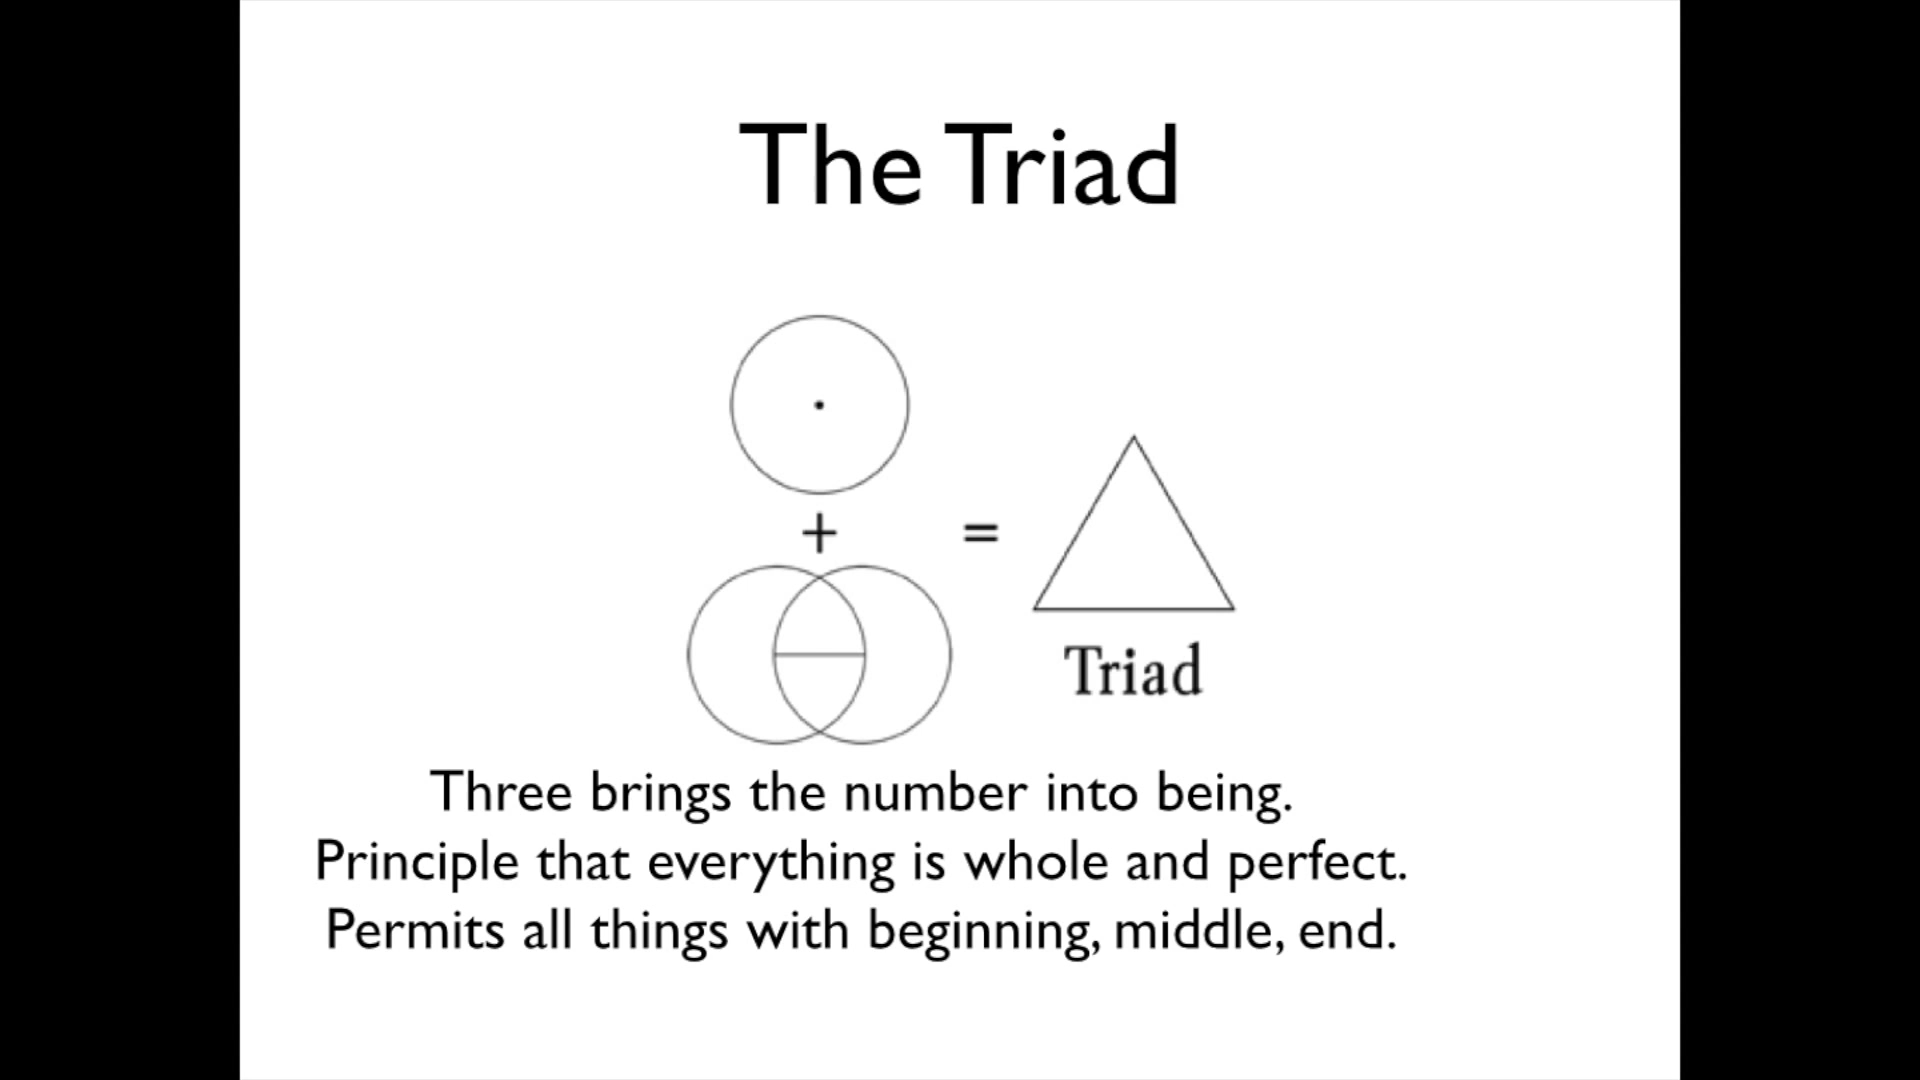 The Triad
+
=
Triad
Three brings the number into being.
Principle that everything is whole and perfect.
Permits all things with beginning, middle, end.